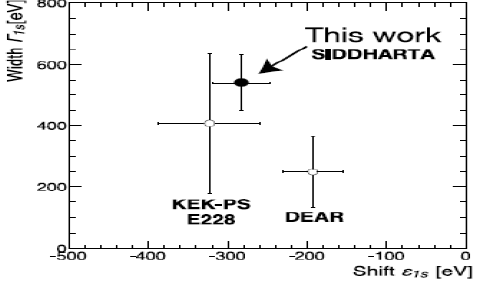 800
Width Γ1s[eV]
600
400
200
0
This work
SIDDHARTA
KEK-PS
E228
DEAR
-500 -400 -300 -200 -100 0
Shift ε1s [eV]